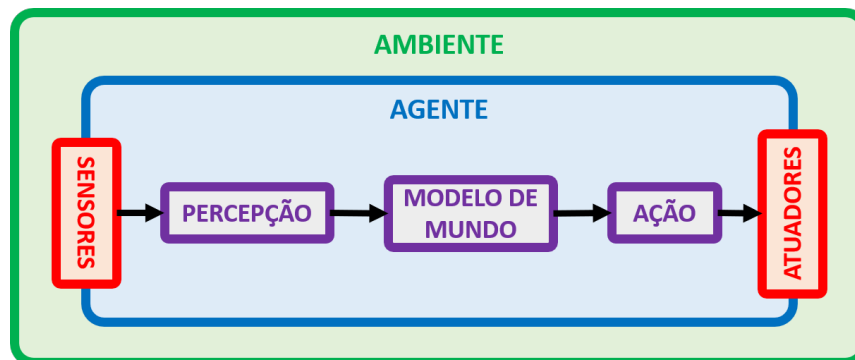 AMBIENTE
AGENTE
SENSORES
PERCEPÇÃO
MODELO DE
MUNDO
AÇÃO
ATUADORES